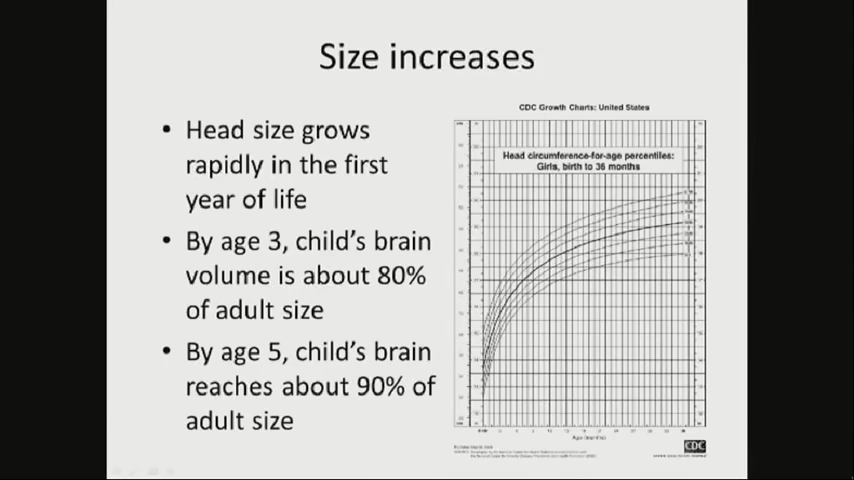 Size increases
• Head size grows
rapidly in the first
year of life
• By age 3, child's brain
volume is about 80%
of adult size
• By age 5, child's brain
reaches about 90% of
adult size
CDC Growth Charts: United States
Head circumference-for-age percentiles:
Girls, birth to 36 months
Age (months)
CDC